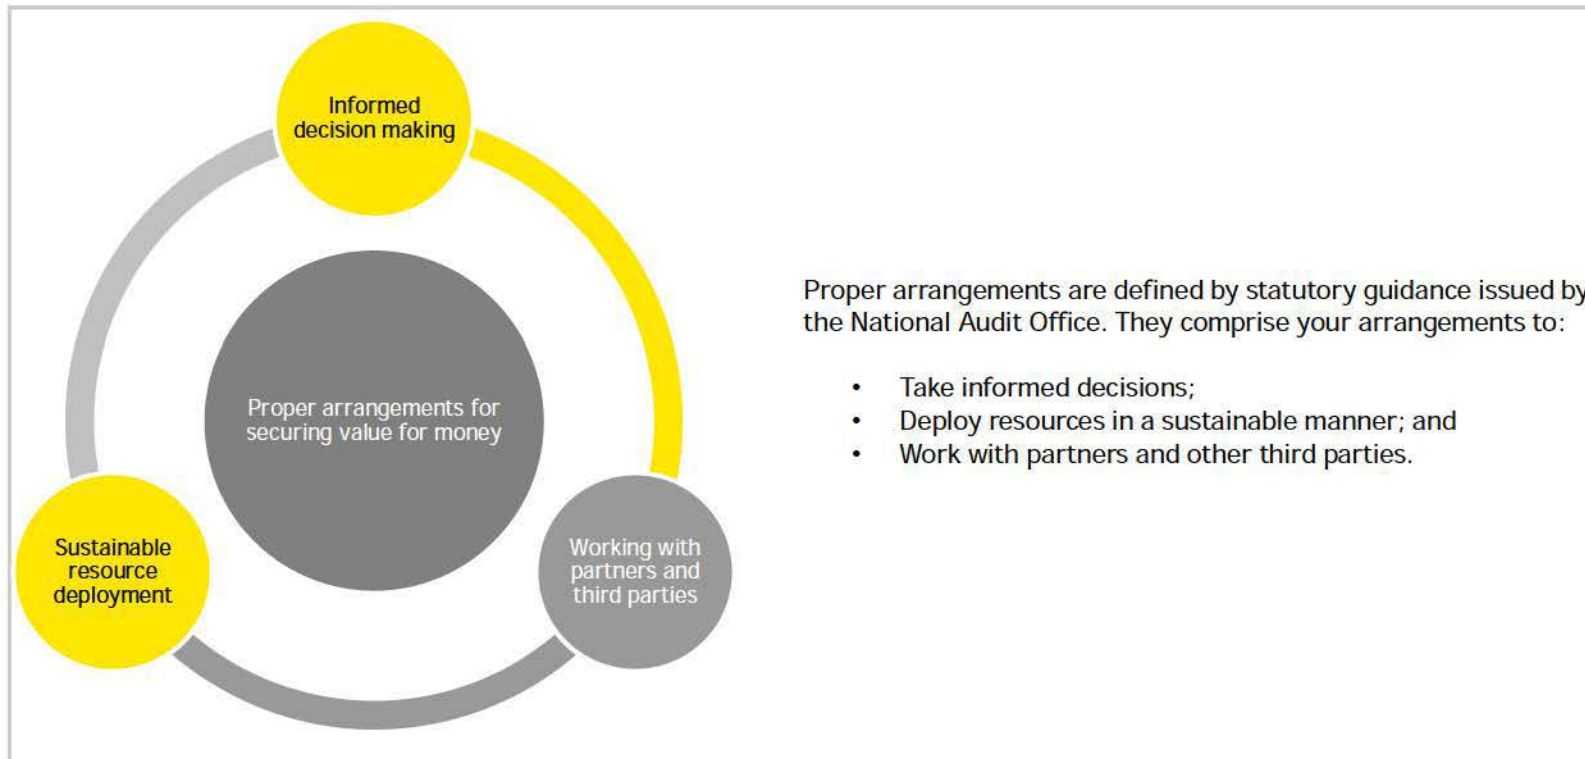 Informed
decision making
Proper arrangements for
securing value for money
Sustainable
resource
deployment
Working with
partners and
third parties
Proper arrangements are defined by statutory guidance issued by
the National Audit Office. They comprise your arrangements to:
• Take informed decisions;
• Deploy resources in a sustainable manner; and
• Work with partners and other third parties.